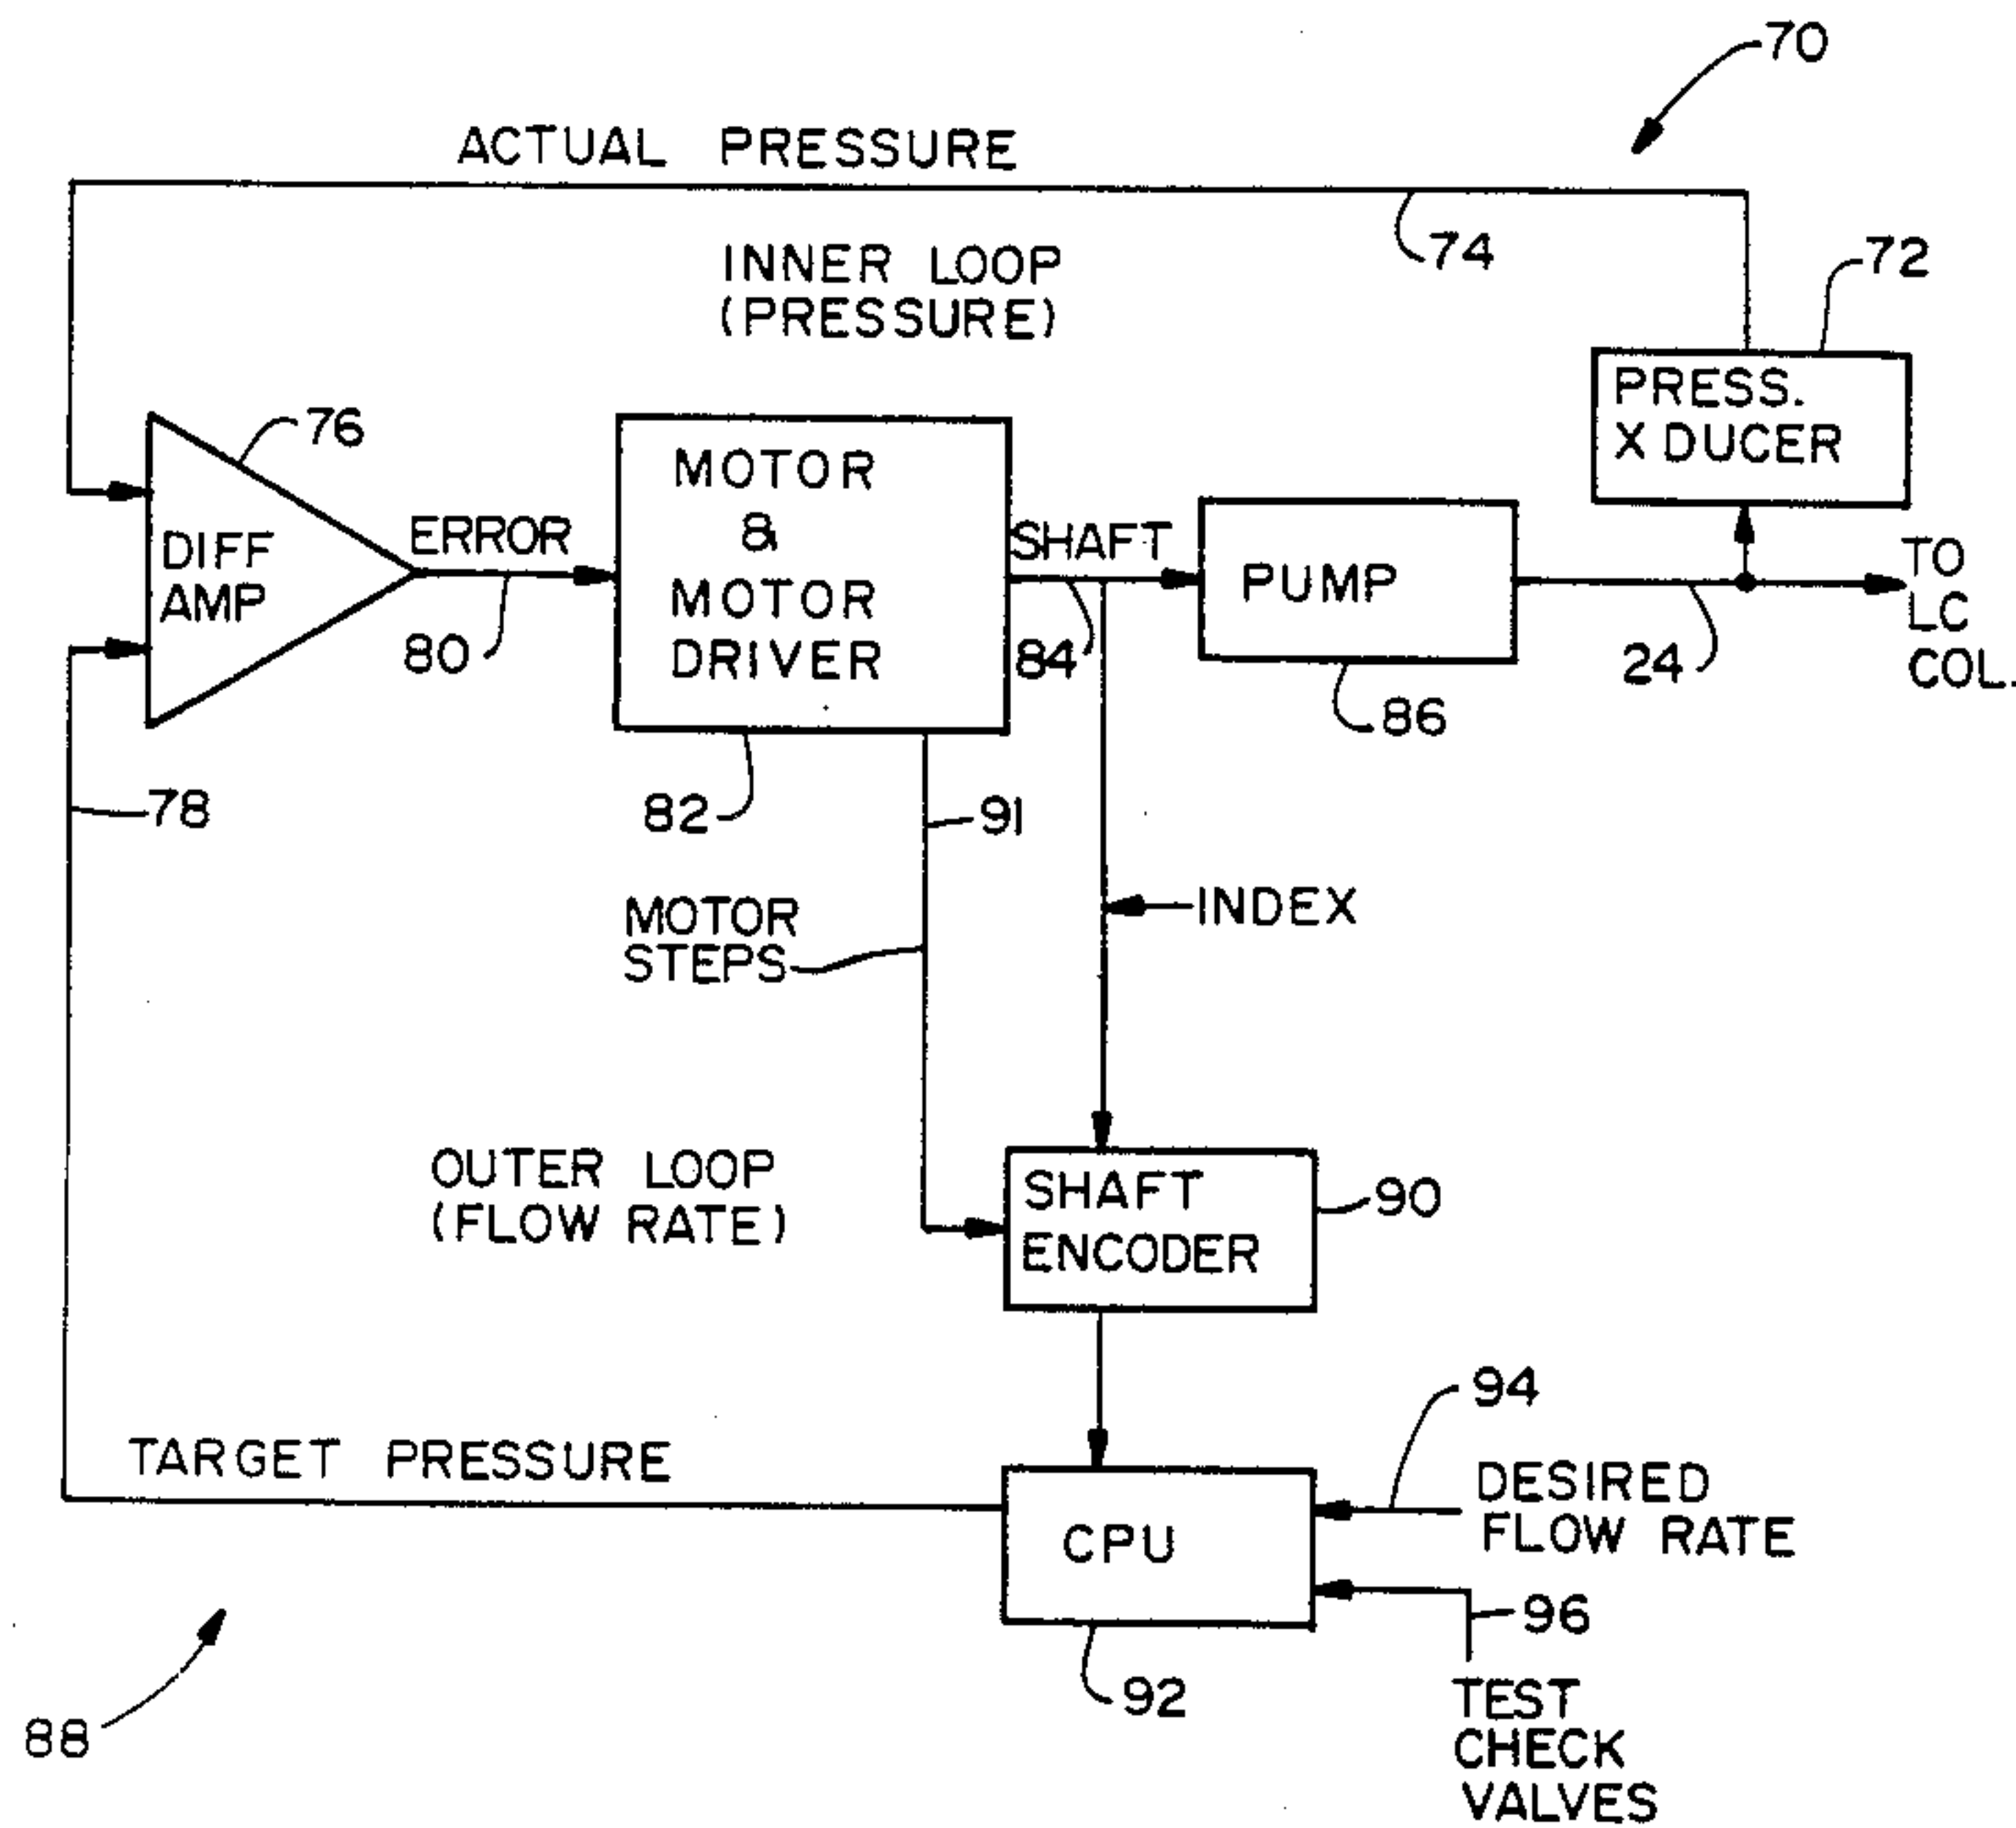 70
ACTUAL PRESSURE
74
INNER LOOP
(PRESSURE)
72
PRESS.
X DUCER
76
DIFF
AMP
ERROR
80
MOTOR
&
MOTOR
DRIVER
82
SHAFT
84
PUMP
86
24
TO
LC
COL.
78
91
MOTOR
STEPS
INDEX
OUTER LOOP
(FLOW RATE)
SHAFT
ENCODER
90
TARGET PRESSURE
CPU
92
94
DESIRED
FLOW RATE
96
TEST
CHECK
VALVES
88